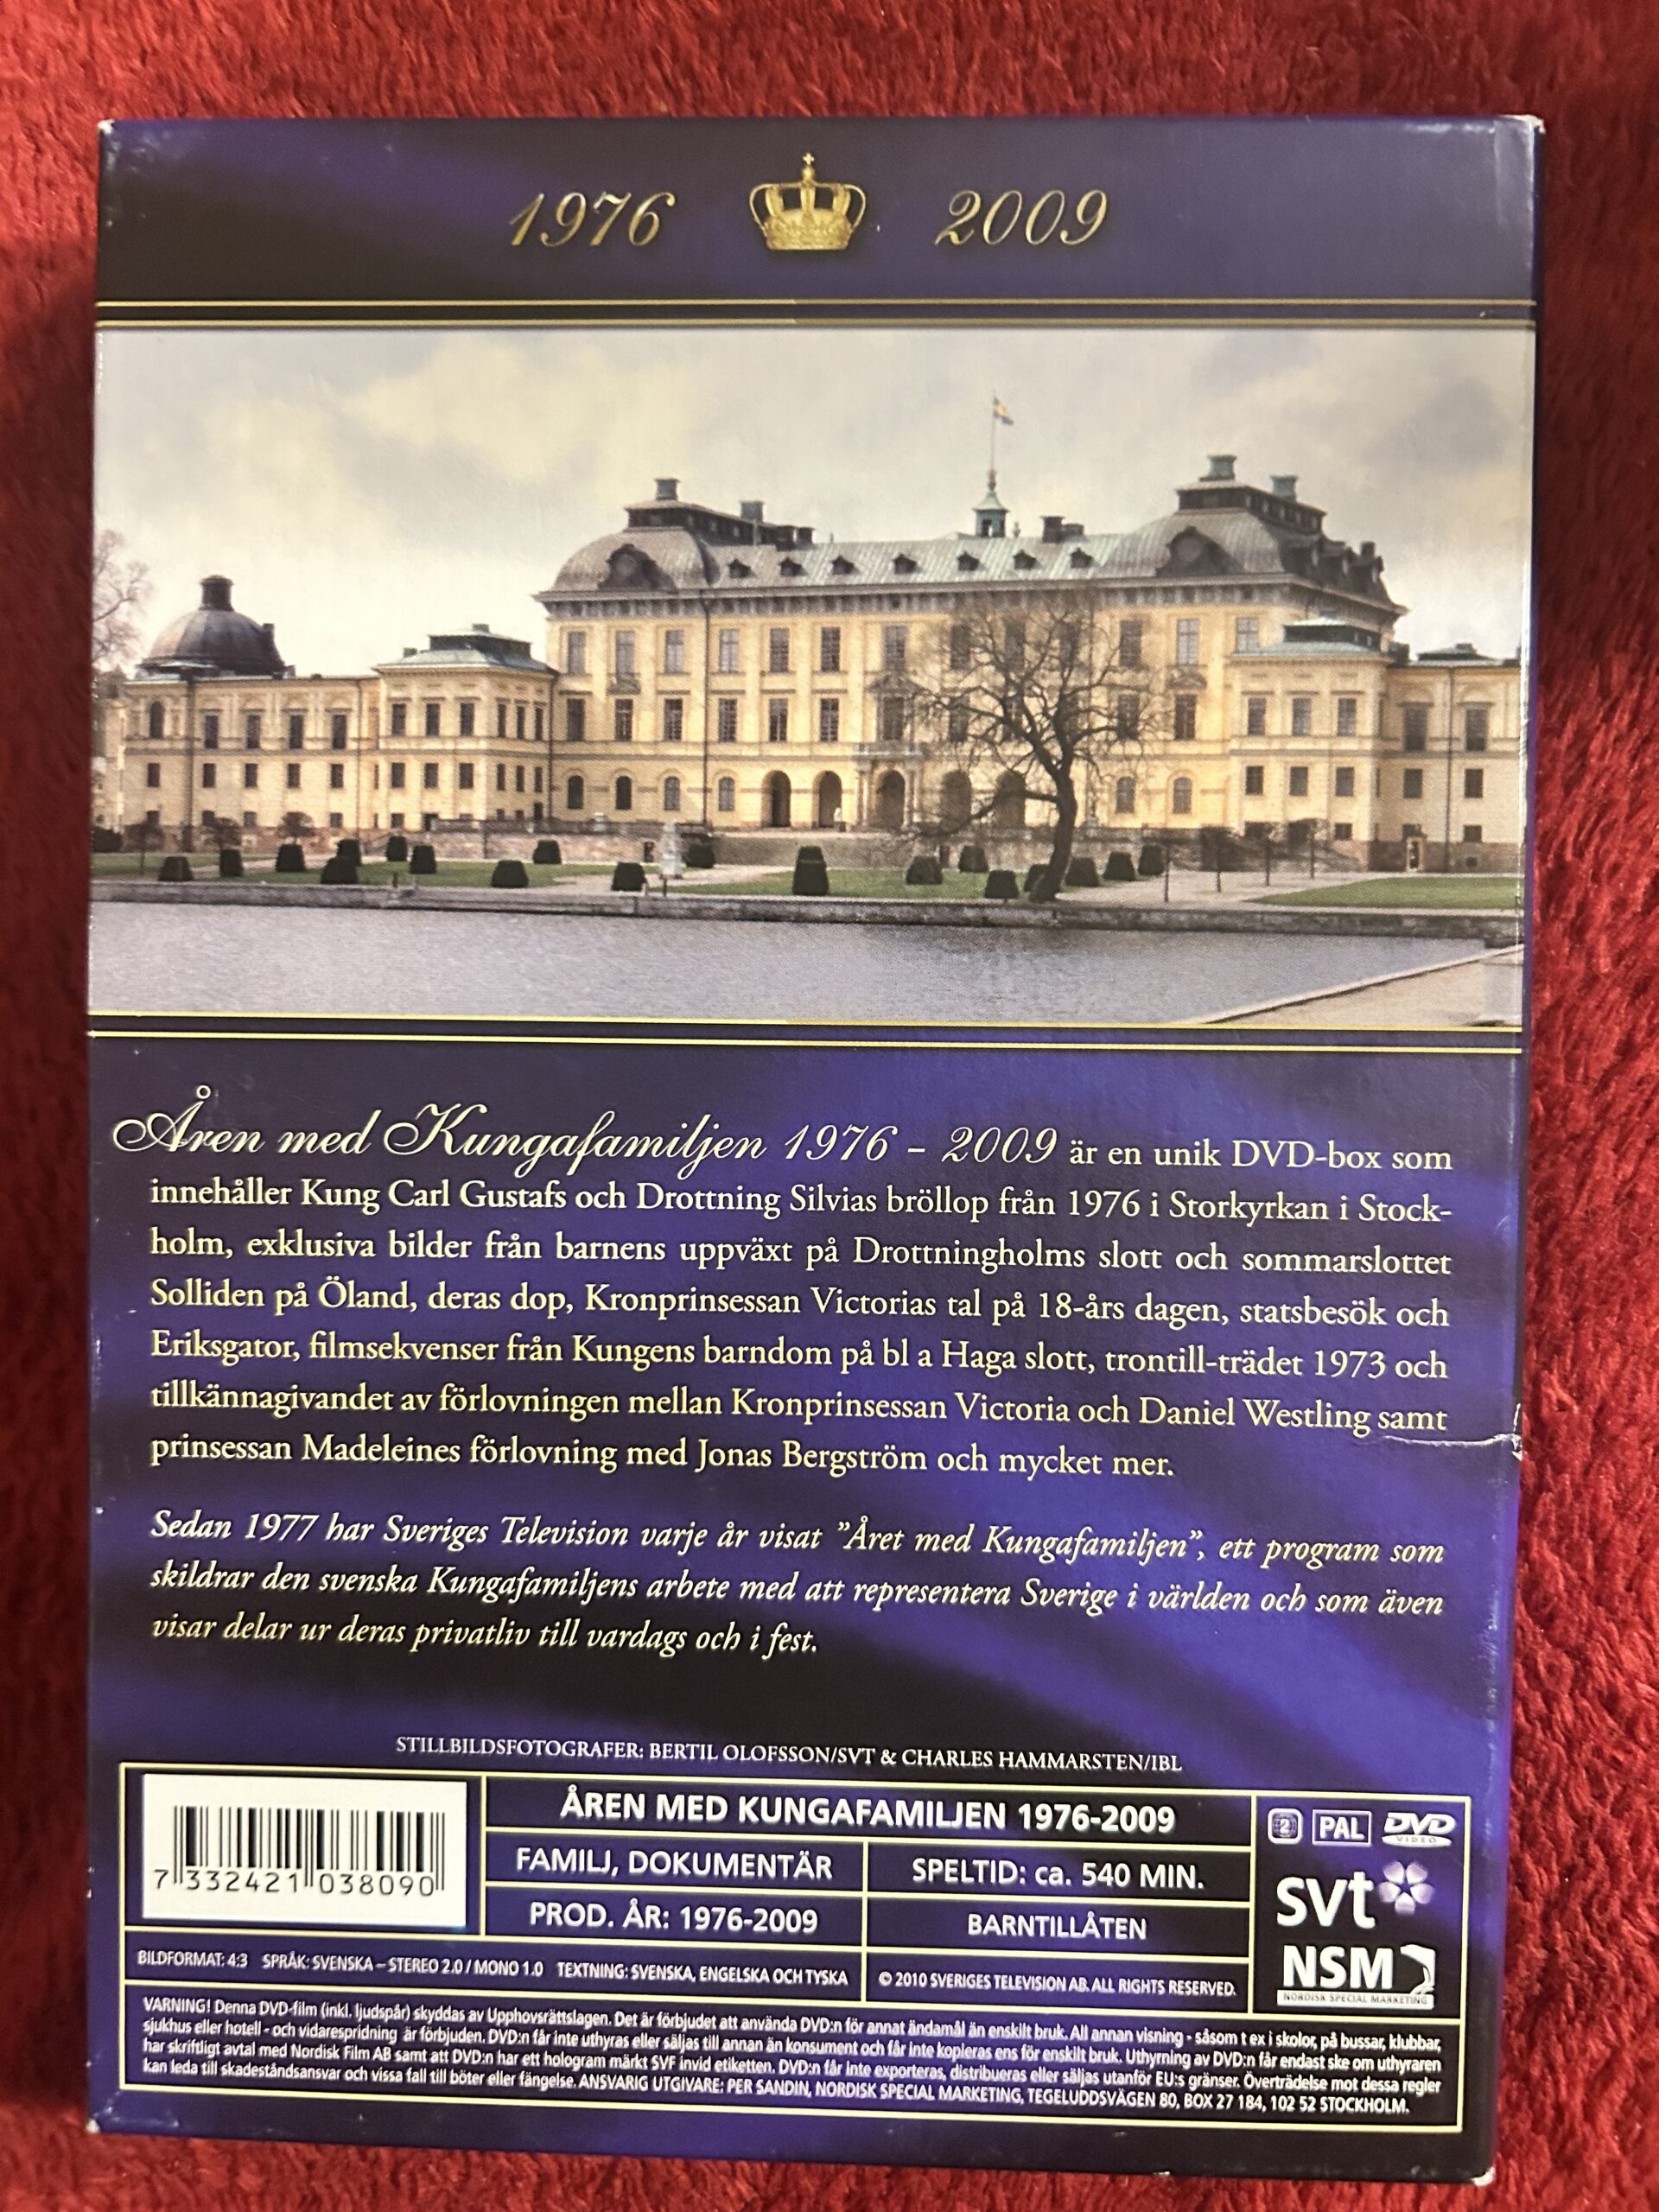 1976 2009
Åren med Kungafamiljen 1976 – 2009 är en unik DVD-box som
innehåller Kung Carl Gustafs och Drottning Silvias bröllop från 1976 i Storkyrkan i Stock-
holm, exklusiva bilder från barnens uppväxt på Drottningholms slott och sommarslottet
Solliden på Öland, deras dop, Kronprinsessan Victorias tal på 18-års dagen, statsbesök och
Eriksgator, filmsekvenser från Kungens barndom på bl a Haga slott, trontill-trädet 1973 och
tillkännagivandet av förlovningen mellan Kronprinsessan Victoria och Daniel Westling samt
prinsessan Madeleines förlovning med Jonas Bergström och mycket mer.
Sedan 1977 har Sveriges Television varje år visat ”Året med Kungafamiljen”, ett program som
skildrar den svenska Kungafamiljens arbete med att representera Sverige i världen och som även
visar delar ur deras privatliv till vardags och i fest.
STILLBILDSFOTOGRAFER: BERTIL OLOFSSON/SVT & CHARLES HAMMARSTEN/IBL
7 332421 038090
ÅREN MED KUNGAFAMILJEN 1976-2009
FAMILJ, DOKUMENTÄR
SPELTID: ca. 540 MIN.
PROD. ÅR: 1976-2009
BARNTILLÅTEN
BILDFORMAT: 4:3 SPRÅK: SVENSKA – STEREO 2.0 / MONO 1.0 TEXTNING: SVENSKA, ENGELSKA OCH TYSKA
© 2010 SVERIGES TELEVISION AB. ALL RIGHTS RESERVED.
2 PAL DVD VIDEO
svt
NSM
NORDISK SPECIAL MARKETING
VARNING! Denna DVD-film (inkl. ljudspår) skyddas av Upphovsrättslagen. Det är förbjudet att använda DVD:n för annat ändamål än enskilt bruk. All annan visning - såsom t ex i skolor, på bussar, klubbar,
sjukhus eller hotell - och vidarespridning är förbjuden. DVD:n får inte uthyras eller säljas till annan än konsument och får inte kopieras ens för enskilt bruk. Uthyrning av DVD:n får endast ske om uthyraren
har skriftligt avtal med Nordisk Film AB samt att DVD:n har ett hologram märkt SVF invid etiketten. DVD:n får inte exporteras, distribueras eller säljas utanför EU:s gränser. Överträdelse mot dessa regler
kan leda till skadeståndsansvar och vissa fall till böter eller fängelse. ANSVARIG UTGIVARE: PER SANDIN, NORDISK SPECIAL MARKETING, TEGELUDDSVÄGEN 80, BOX 27 184, 102 52 STOCKHOLM.